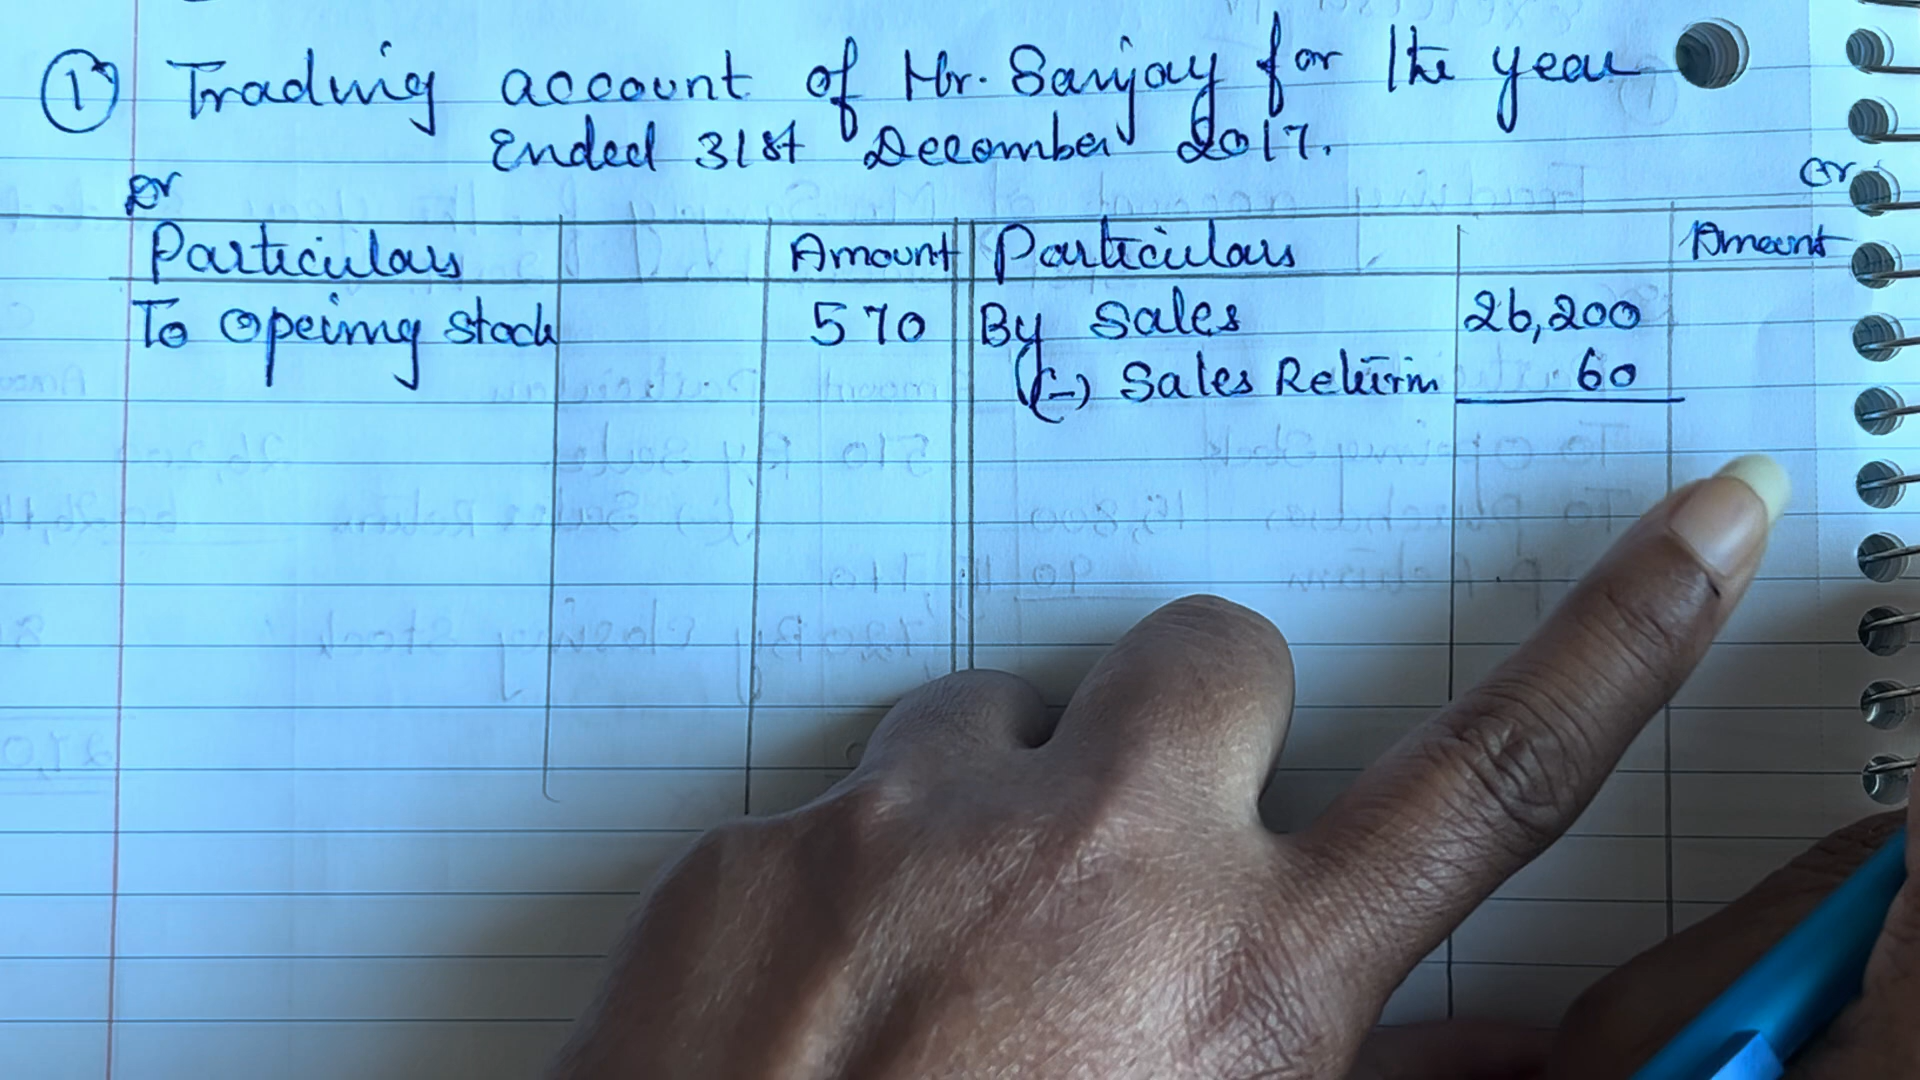 1 Trading account of Mr. Sanjay for the year
Ended 31st December 2017.
Dr Cr
Particulars Amount Particulars Amount
To Opeimg Stock 570 By Sales 26,200
(-) Sales Return 60